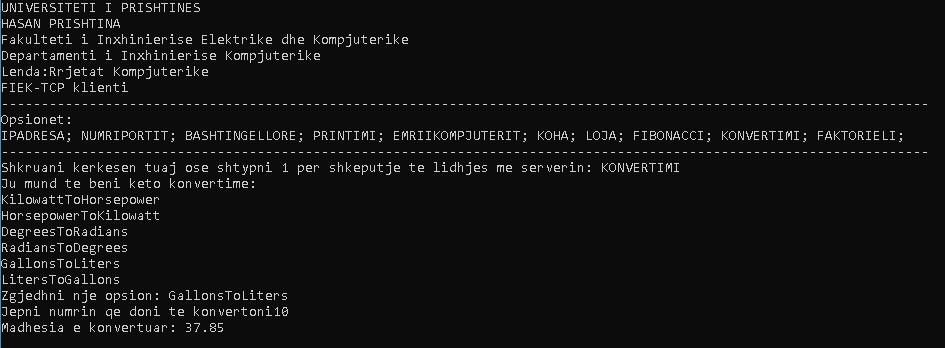 UNIVERSITETI I PRISHTINES
HASAN PRISHTINA
Fakulteti i Inxhinierise Elektrike dhe Kompjuterike
Departamenti i Inxhinierise Kompjuterike
Lenda:Rrjetat Kompjuterike
FIEK-TCP klienti
--------------------------------------------------------------------------------------------------------------------
Opsionet:
IPADRESA; NUMRIPORTIT; BASHTINGELLORE; PRINTIMI; EMRIIKOMPJUTERIT; KOHA; LOJA; FIBONACCI; KONVERTIMI; FAKTORIELI;
--------------------------------------------------------------------------------------------------------------------
Shkruani kerkesen tuaj ose shtypni 1 per shkeputje te lidhjes me serverin: KONVERTIMI
Ju mund te beni keto konvertime:
KilowattToHorsepower
HorsepowerToKilowatt
DegreesToRadians
RadiansToDegrees
GallonsToLiters
LitersToGallons
Zgjedhni nje opsion: GallonsToLiters
Jepni numrin qe doni te konvertoni10
Madhesia e konvertuar: 37.85